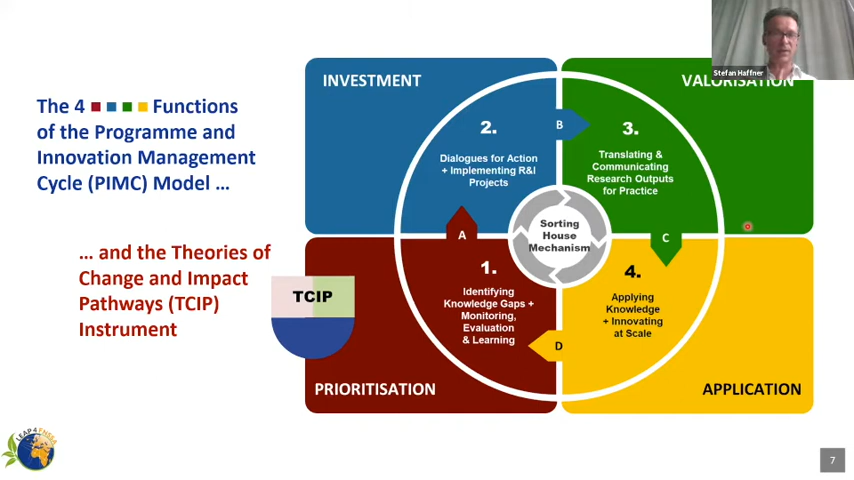 Stefan Haffner
The 4 Functions
of the Programme and
Innovation Management
Cycle (PIMC) Model ...
... and the Theories of
Change and Impact
Pathways (TCIP)
Instrument
TCIP
INVESTMENT
VALORISATION
2.
Dialogues for Action
+ Implementing R&I
Projects
B
3.
Translating &
Communicating
Research Outputs
for Practice
A
Sorting
House
Mechanism
C
1.
Identifying
Knowledge Gaps +
Monitoring,
Evaluation
& Learning
D
4.
Applying
Knowledge
+ Innovating
at Scale
PRIORITISATION
APPLICATION
LEAP4FNSSA
7